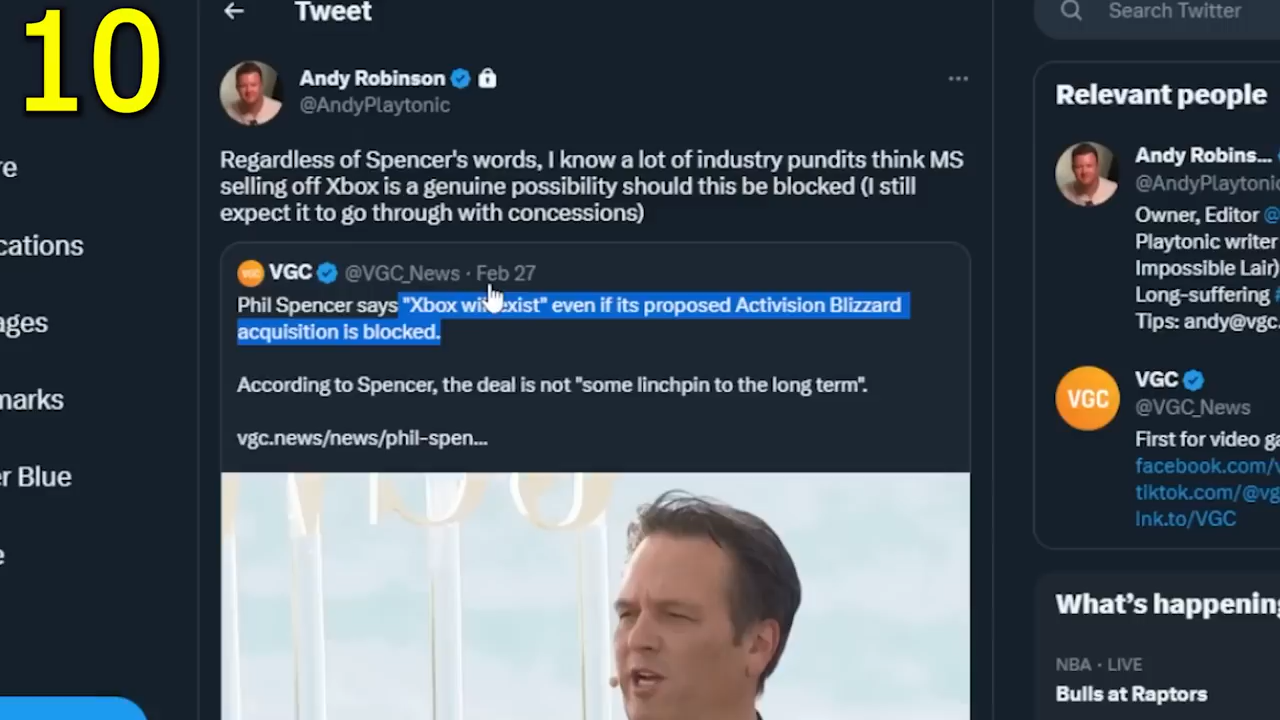 10
Tweet
Search Twitter
Andy Robinson
@AndyPlaytonic
Regardless of Spencer's words, I know a lot of industry pundits think MS
selling off Xbox is a genuine possibility should this be blocked (I still
expect it to go through with concessions)
VGC @VGC_News · Feb 27
Phil Spencer says "Xbox will exist" even if its proposed Activision Blizzard
acquisition is blocked.
According to Spencer, the deal is not "some linchpin to the long term".
vgc.news/news/phil-spen...
re
cations
ages
marks
r Blue
e
Relevant people
Andy Robins...
@AndyPlaytonic
Owner, Editor @
Playtonic writer
Impossible Lair)
Long-suffering
Tips: andy@vgc.
VGC
VGC
@VGC_News
First for video ga
facebook.com/v
tiktok.com/@vg
lnk.to/VGC
What's happening
NBA · LIVE
Bulls at Raptors